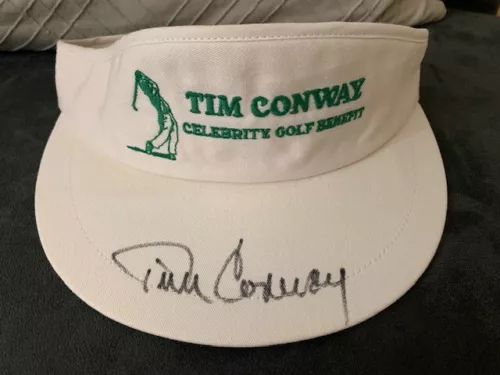 TIM CONWAY
CELEBRITY GOLF BENEFIT
Tim Conway